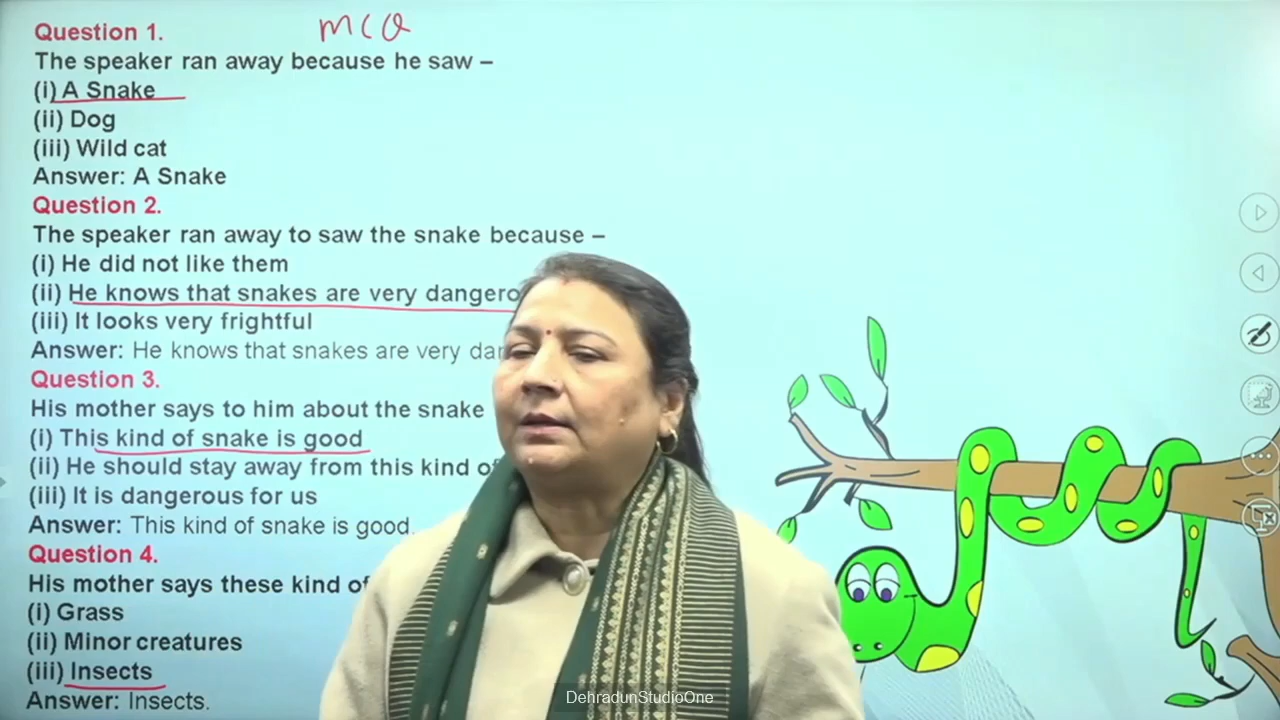 Question 1.
mcQ
The speaker ran away because he saw –
(i) A Snake
(ii) Dog
(iii) Wild cat
Answer: A Snake
Question 2.
The speaker ran away to saw the snake because –
(i) He did not like them
(ii) He knows that snakes are very
(iii) It looks very frightful
Answer: He knows that snakes are very
Question 3.
His mother says to him about the snake
(i) This kind of snake is good
(ii) He should stay away from this kind of
(iii) It is dangerous for us
Answer: This kind of snake is good.
Question 4.
His mother says these kind of
(i) Grass
(ii) Minor creatures
(iii) Insects
Answer: Insects.
DehradunStudioOne